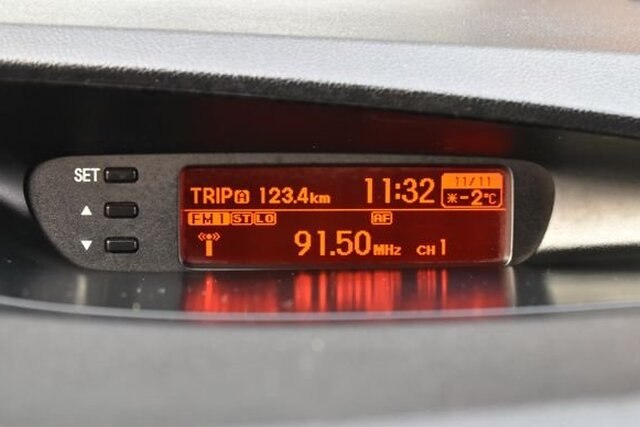 SET
TRIP A 123.4km 11:32 11/11
-2°C
FM1 ST LO AF
91.50MHz CH1